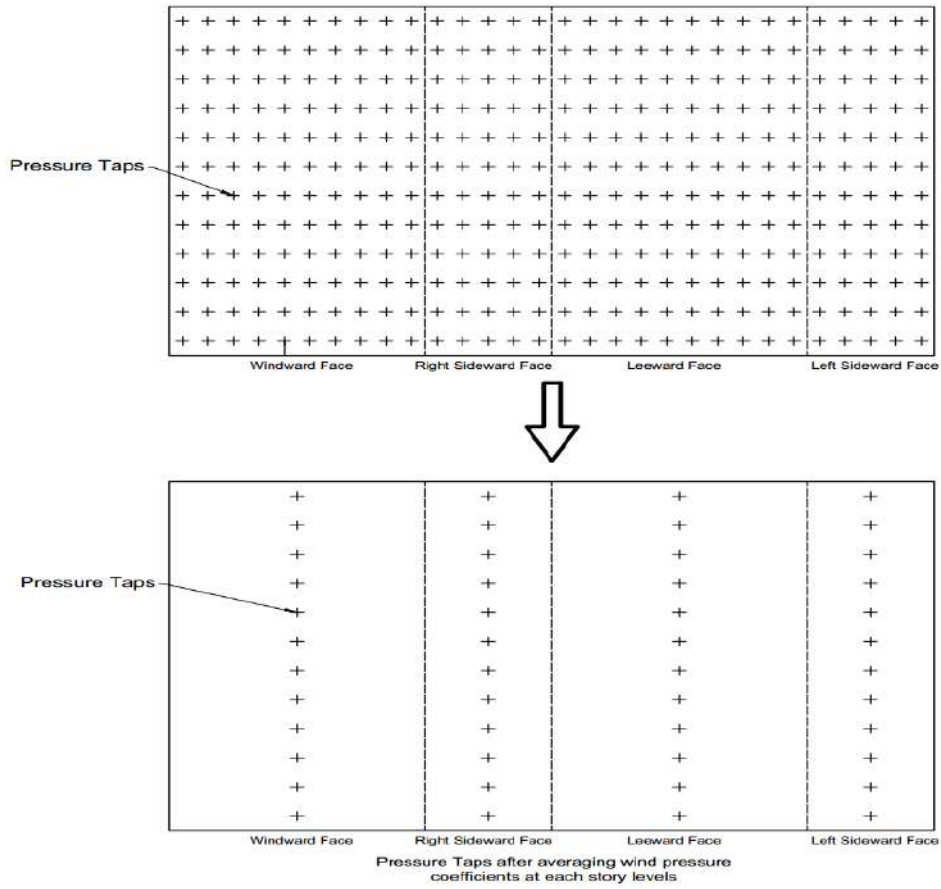 Pressure Taps
Windward Face Right Sideward Face Leeward Face Left Sideward Face
Pressure Taps
Windward Face Right Sideward Face Leeward Face Left Sideward Face
Pressure Taps after averaging wind pressure
coefficients at each story levels